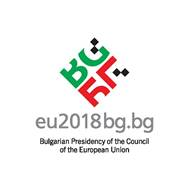 eu2018bg.bg
Bulgarian Presidency of the Council
of the European Union